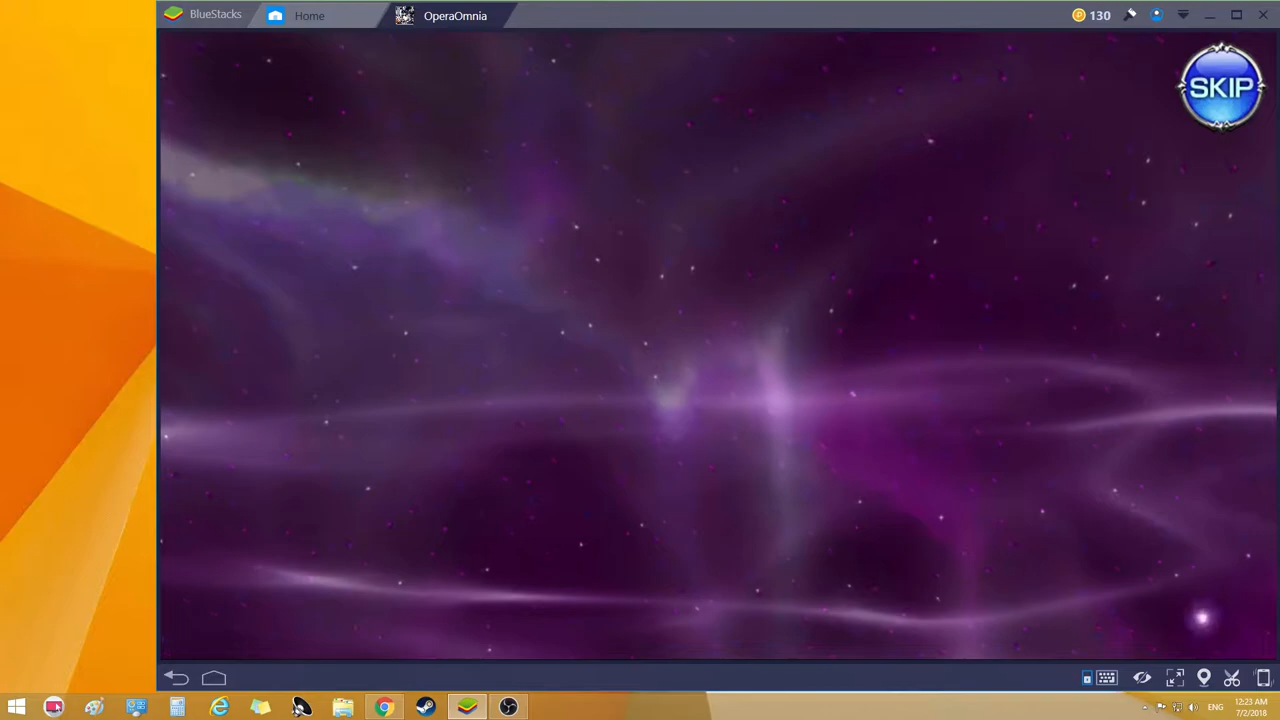 BlueStacks
Home
OperaOmnia
130
SKIP
ENG
12:23 AM
7/2/2018